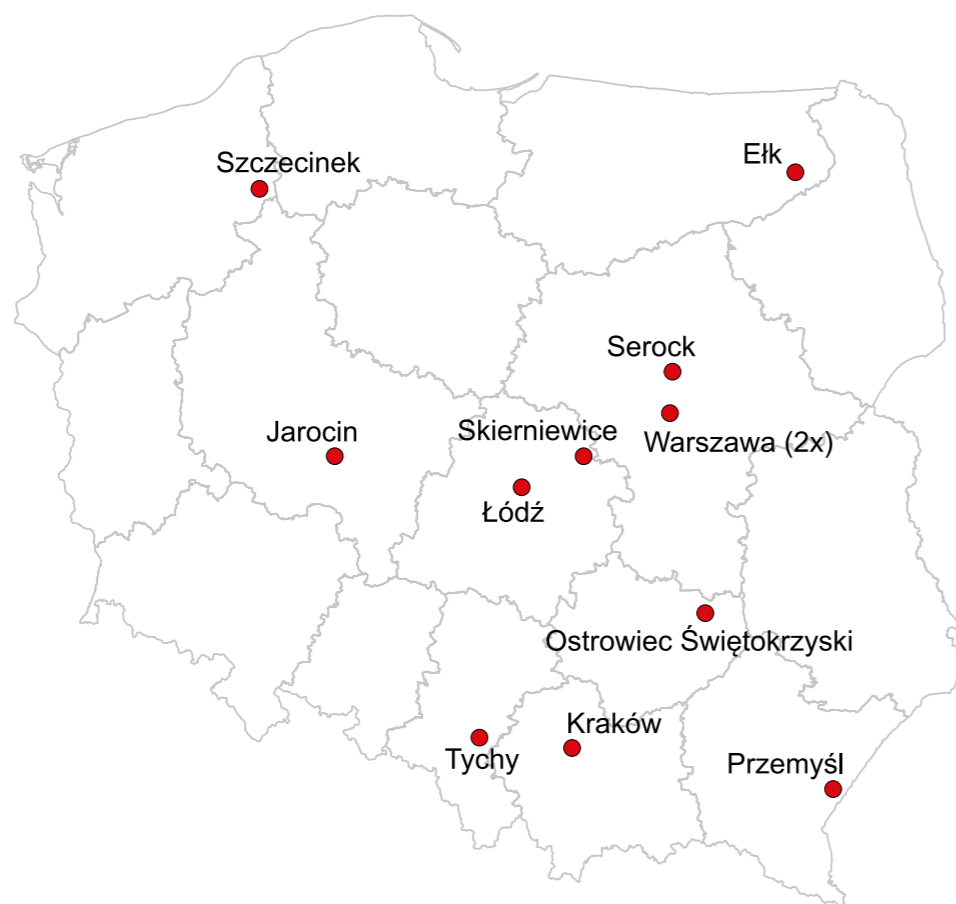 Szczecinek
Ełk
Serock
Jarocin
Skierniewice
Warszawa (2x)
Łódź
Ostrowiec Świętokrzyski
Kraków
Tychy
Przemyśl